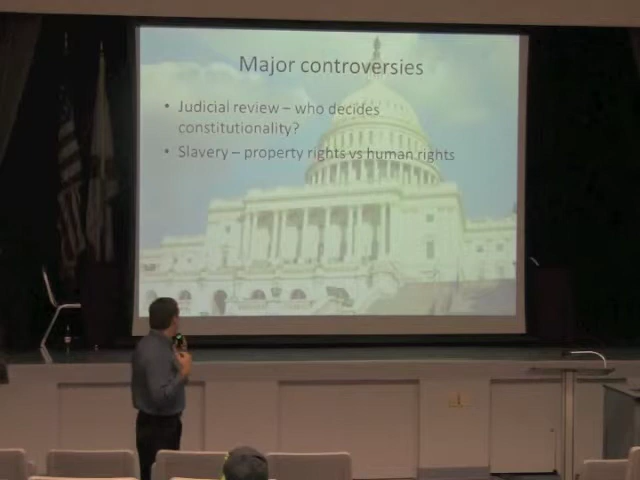 Major controversies
• Judicial review – who decides
constitutionality?
• Slavery – property rights vs human rights